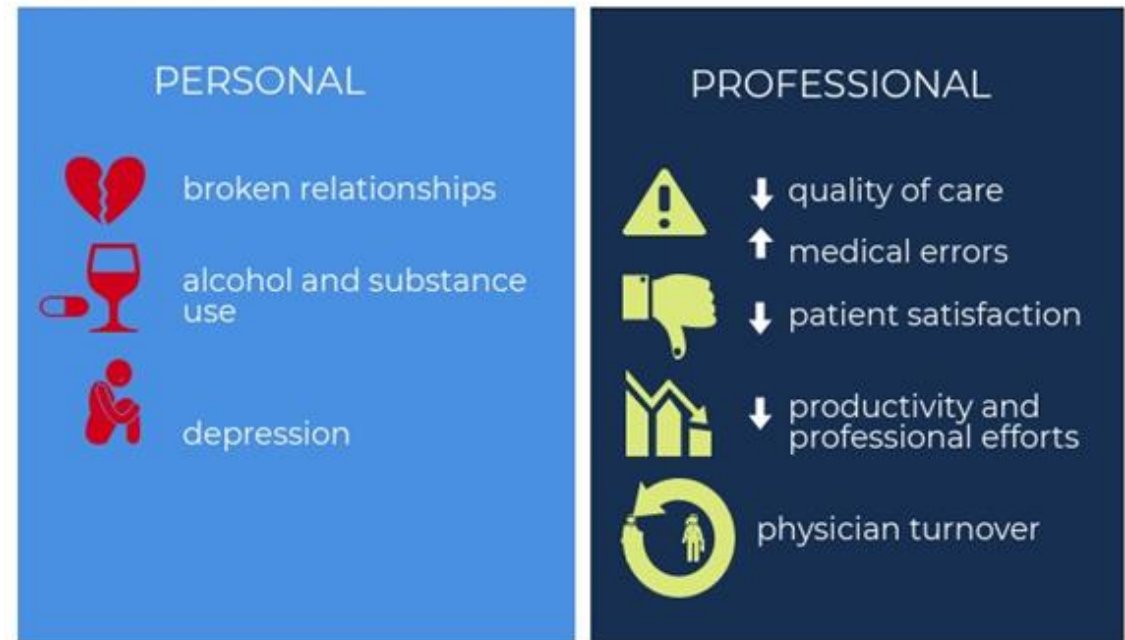 PERSONAL
broken relationships
alcohol and substance
use
depression
PROFESSIONAL
↓ quality of care
↑ medical errors
↓ patient satisfaction
↓ productivity and
professional efforts
physician turnover